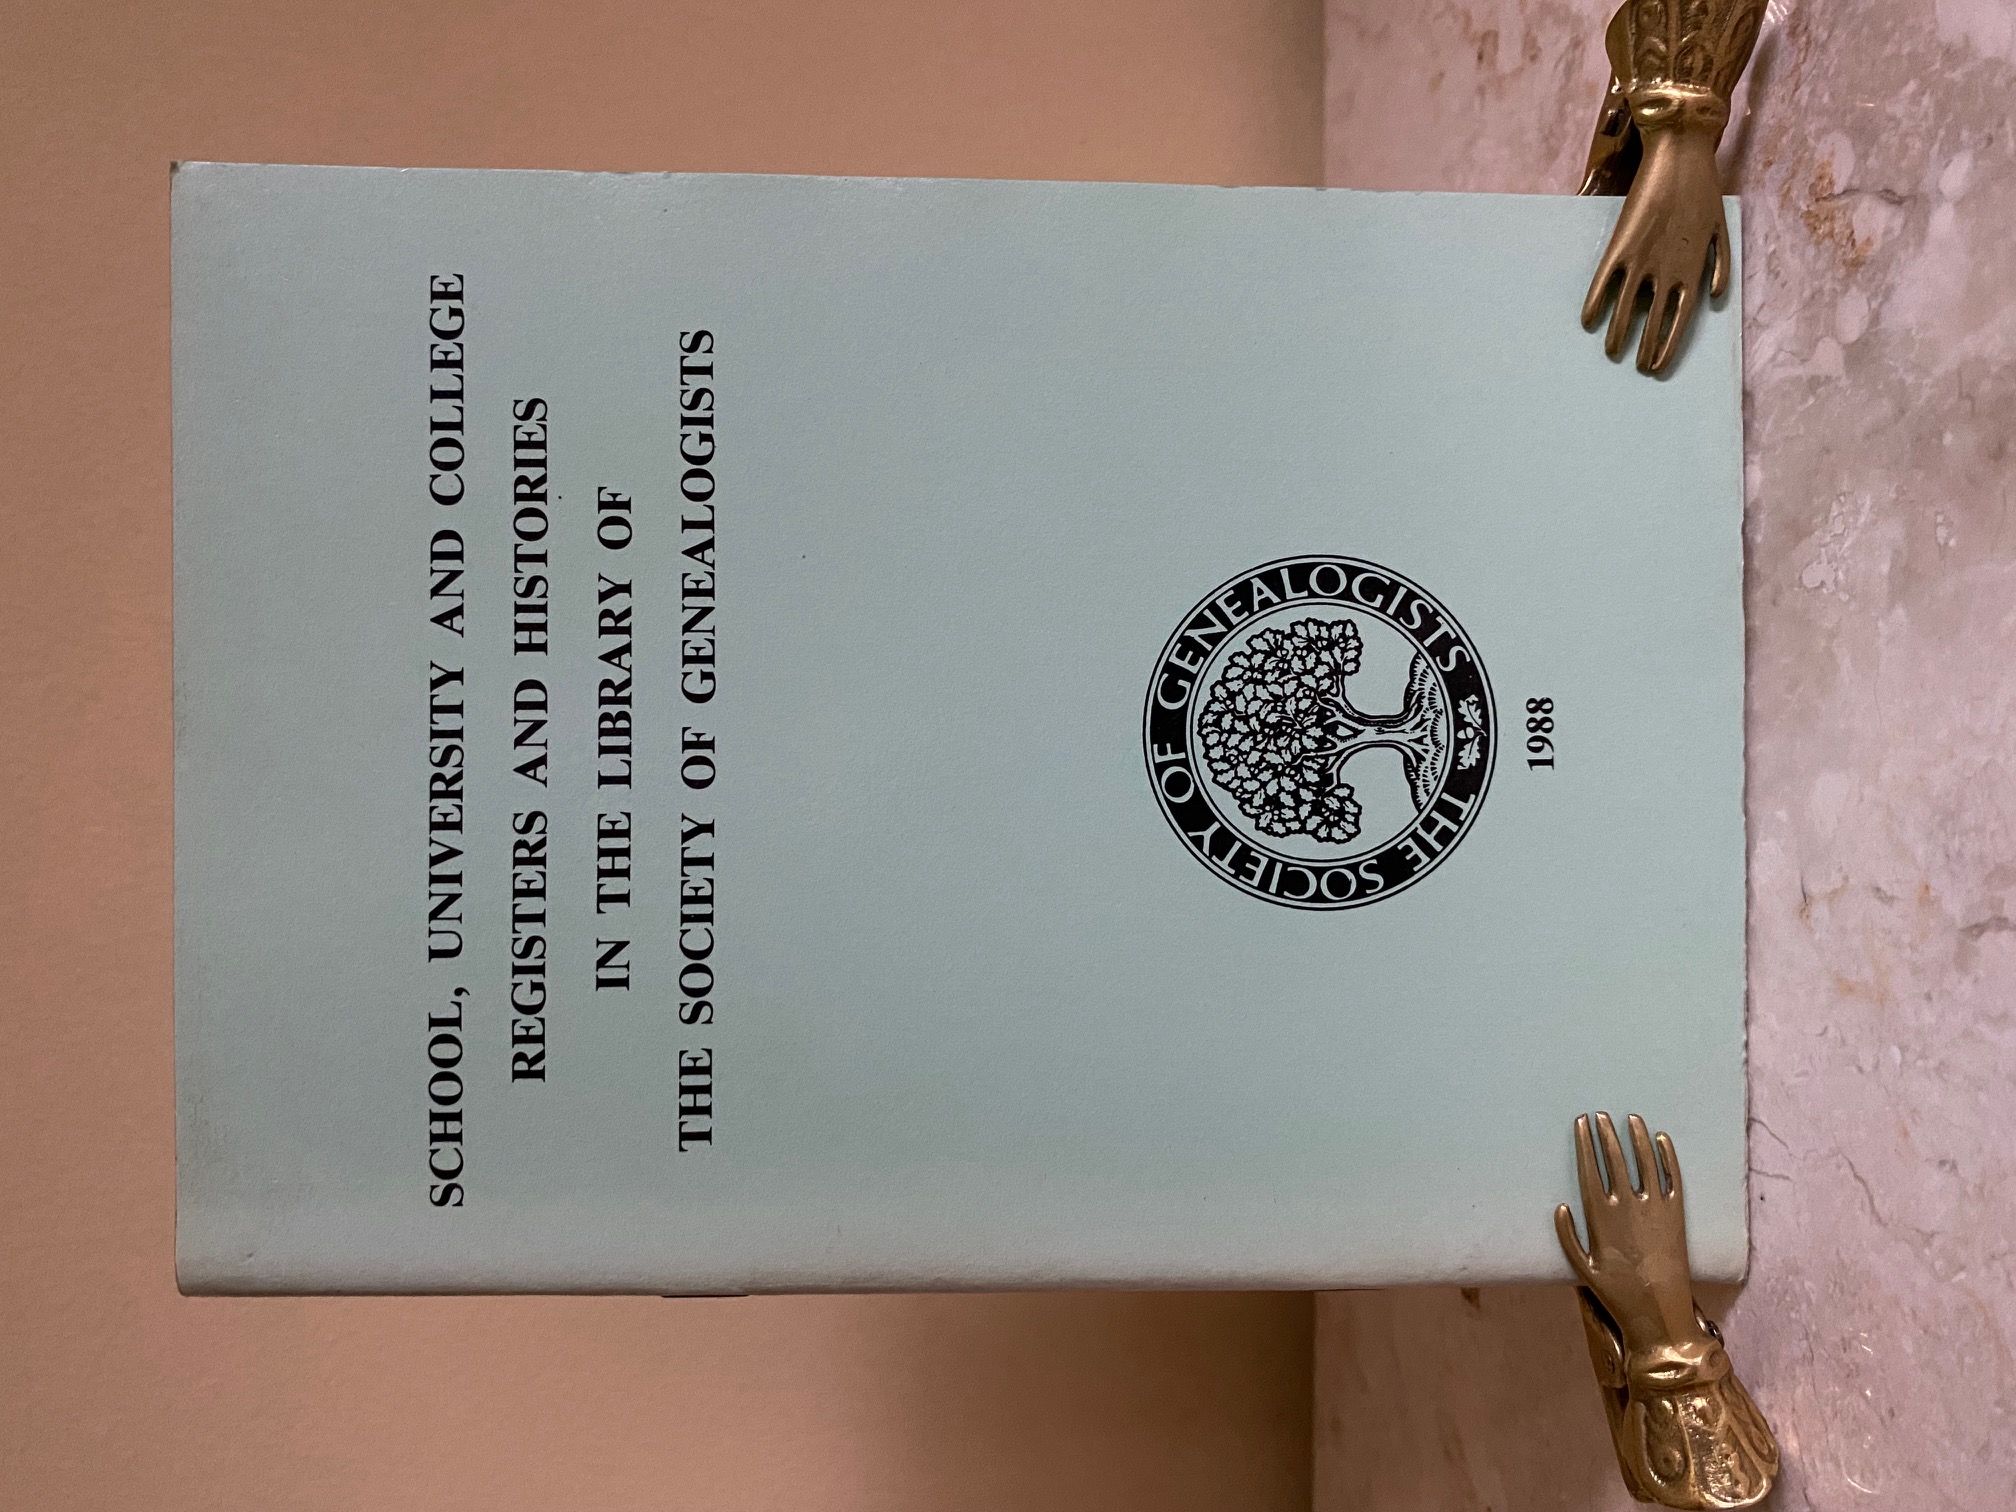 SCHOOL, UNIVERSITY AND COLLEGE
REGISTERS AND HISTORIES
IN THE LIBRARY OF
THE SOCIETY OF GENEALOGISTS
THE SOCIETY OF GENEALOGISTS
1988